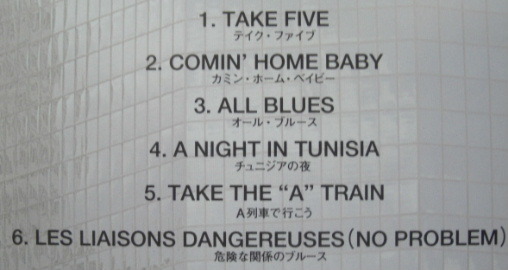 1. TAKE FIVE
テイク・ファイブ
2. COMIN' HOME BABY
カミン・ホーム・ベイビー
3. ALL BLUES
オール・ブルース
4. A NIGHT IN TUNISIA
チュニジアの夜
5. TAKE THE “A” TRAIN
A列車で行こう
6. LES LIAISONS DANGEREUSES(NO PROBLEM)
危険な関係のブルース